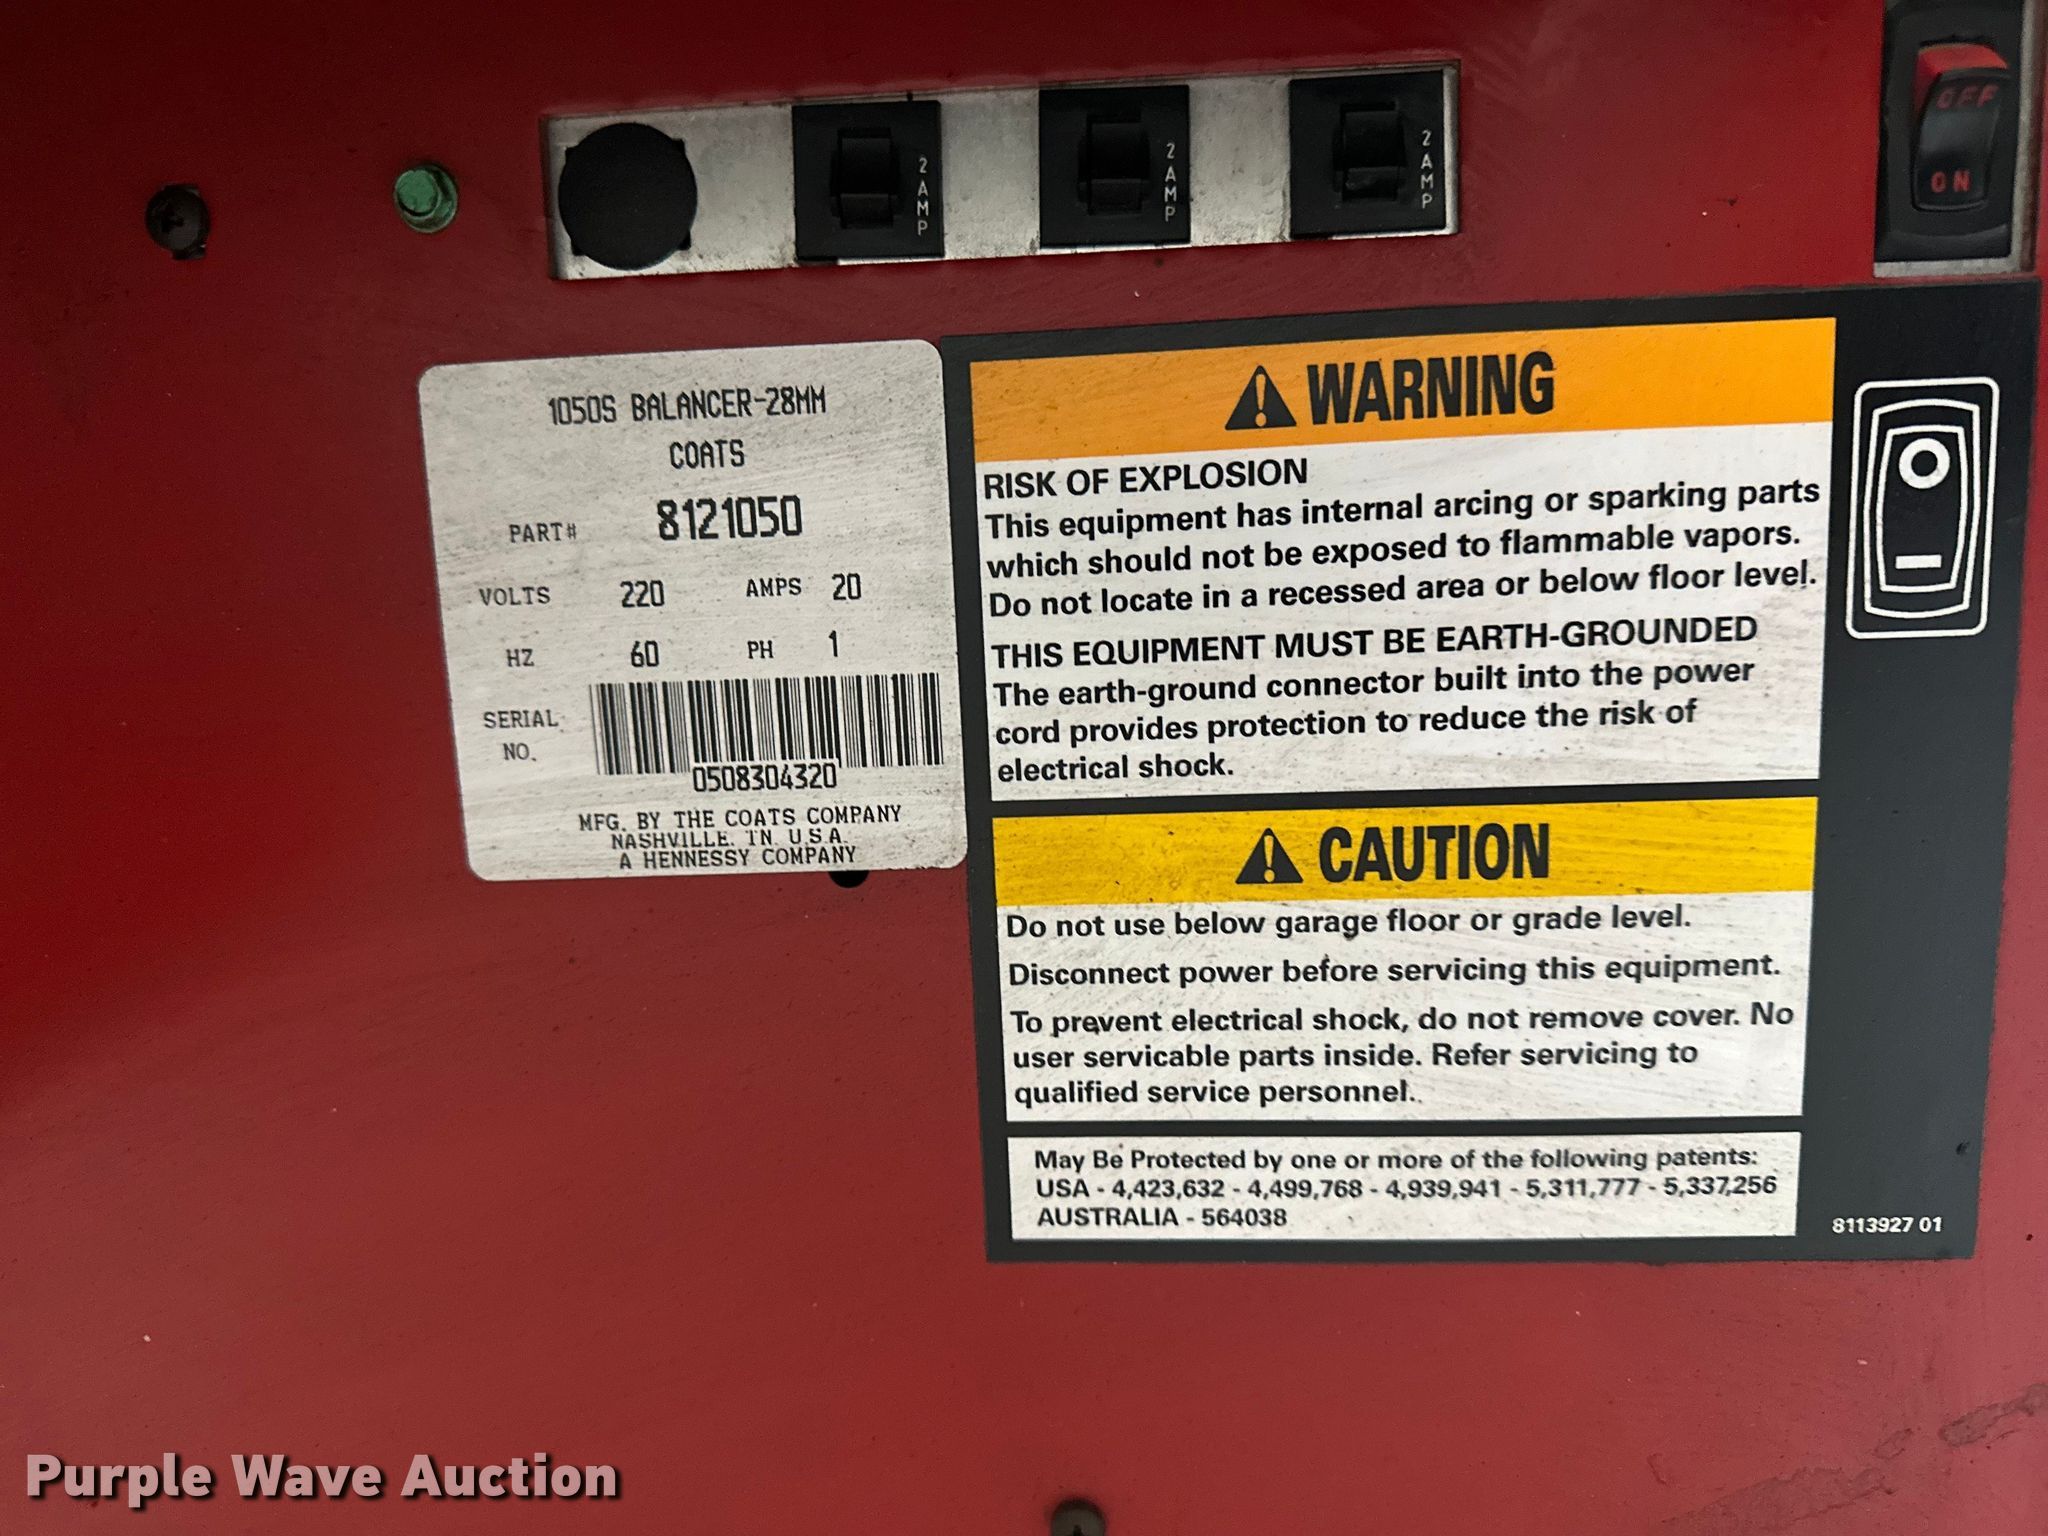 2 AMP
2 AMP
2 AMP
OFF
ON
1050S BALANCER-28MM
COATS
PART# 8121050
VOLTS 220 AMPS 20
HZ 60 PH 1
SERIAL NO.
0508304320
MFG. BY THE COATS COMPANY
NASHVILLE. TN U.S.A.
A HENNESSY COMPANY
WARNING
RISK OF EXPLOSION
This equipment has internal arcing or sparking parts
which should not be exposed to flammable vapors.
Do not locate in a recessed area or below floor level.
THIS EQUIPMENT MUST BE EARTH-GROUNDED
The earth-ground connector built into the power
cord provides protection to reduce the risk of
electrical shock.
CAUTION
Do not use below garage floor or grade level.
Disconnect power before servicing this equipment.
To prevent electrical shock, do not remove cover. No
user servicable parts inside. Refer servicing to
qualified service personnel.
May Be Protected by one or more of the following patents:
USA - 4,423,632 - 4,499,768 - 4,939,941 - 5,311,777 - 5,337,256
AUSTRALIA - 564038
8113927 01
Purple Wave Auction